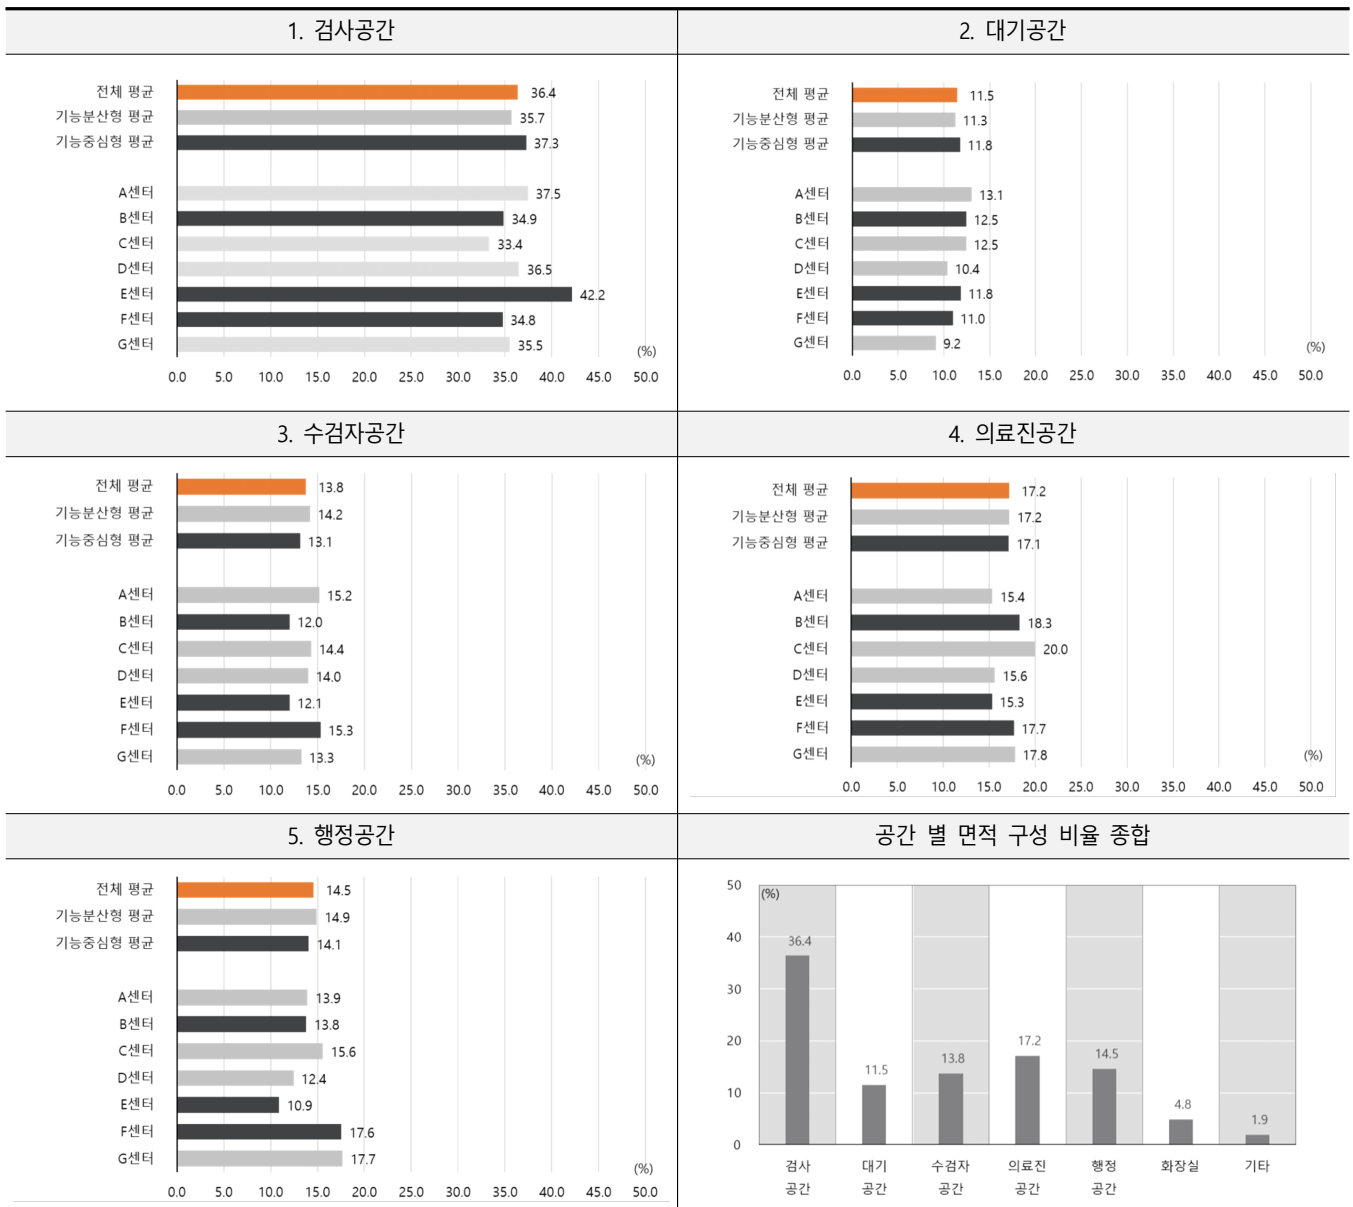 1. 검사공간
전체 평균 36.4
기능분산형 평균 35.7
기능중심형 평균 37.3
A센터 37.5
B센터 34.9
C센터 33.4
D센터 36.5
E센터 42.2
F센터 34.8
G센터 35.5
(%)
0.0 5.0 10.0 15.0 20.0 25.0 30.0 35.0 40.0 45.0 50.0
2. 대기공간
전체 평균 11.5
기능분산형 평균 11.3
기능중심형 평균 11.8
A센터 13.1
B센터 12.5
C센터 12.5
D센터 10.4
E센터 11.8
F센터 11.0
G센터 9.2
(%)
0.0 5.0 10.0 15.0 20.0 25.0 30.0 35.0 40.0 45.0 50.0
3. 수검자공간
전체 평균 13.8
기능분산형 평균 14.2
기능중심형 평균 13.1
A센터 15.2
B센터 12.0
C센터 14.4
D센터 14.0
E센터 12.1
F센터 15.3
G센터 13.3
(%)
0.0 5.0 10.0 15.0 20.0 25.0 30.0 35.0 40.0 45.0 50.0
4. 의료진공간
전체 평균 17.2
기능분산형 평균 17.2
기능중심형 평균 17.1
A센터 15.4
B센터 18.3
C센터 20.0
D센터 15.6
E센터 15.3
F센터 17.7
G센터 17.8
(%)
0.0 5.0 10.0 15.0 20.0 25.0 30.0 35.0 40.0 45.0 50.0
5. 행정공간
전체 평균 14.5
기능분산형 평균 14.9
기능중심형 평균 14.1
A센터 13.9
B센터 13.8
C센터 15.6
D센터 12.4
E센터 10.9
F센터 17.6
G센터 17.7
(%)
0.0 5.0 10.0 15.0 20.0 25.0 30.0 35.0 40.0 45.0 50.0
공간 별 면적 구성 비율 종합
50 (%)
40
36.4
30
20
17.2
14.5
13.8
11.5
10
4.8
1.9
0
검사 대기 수검자 의료진 행정 화장실 기타
공간 공간 공간 공간 공간